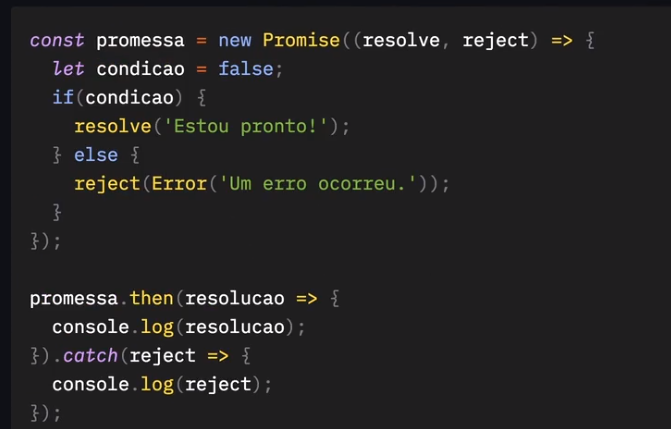 const promessa = new Promise((resolve, reject) => {
  let condicao = false;
  if(condicao) {
    resolve('Estou pronto!');
  } else {
    reject(Error('Um erro ocorreu.'));
  }
});

promessa.then(resolucao => {
  console.log(resolucao);
}).catch(reject => {
  console.log(reject);
});